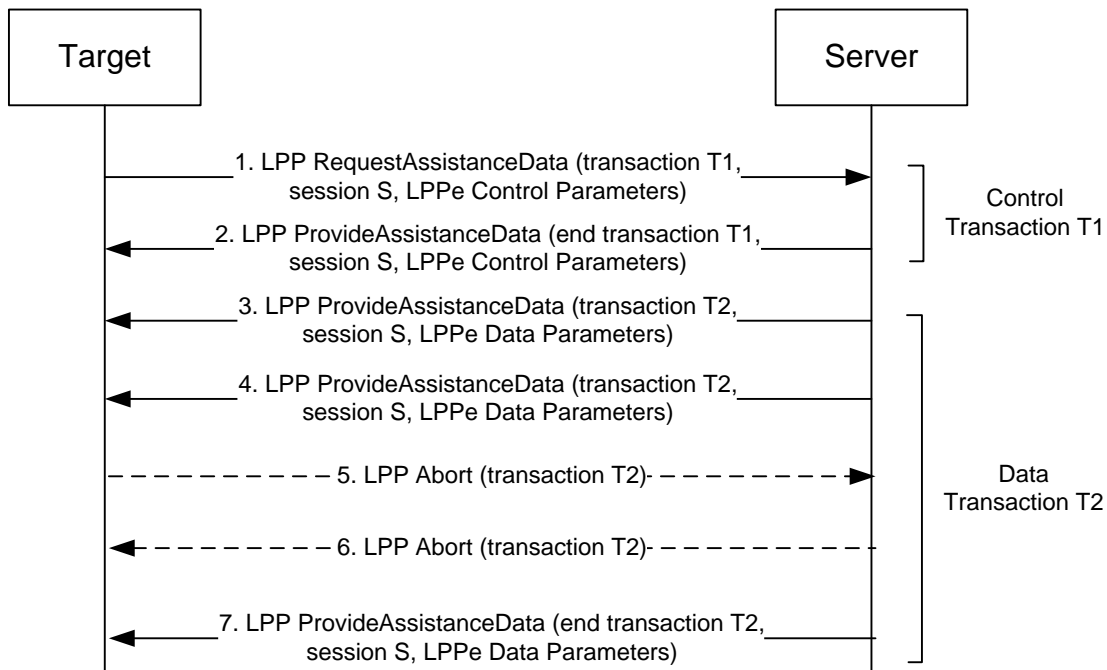 Target
Server
1. LPP RequestAssistanceData (transaction T1,
session S, LPPe Control Parameters)
Control
Transaction T1
2. LPP ProvideAssistanceData (end transaction T1,
session S, LPPe Control Parameters)
3. LPP ProvideAssistanceData (transaction T2,
session S, LPPe Data Parameters)
4. LPP ProvideAssistanceData (transaction T2,
session S, LPPe Data Parameters)
5. LPP Abort (transaction T2)
Data
Transaction T2
6. LPP Abort (transaction T2)
7. LPP ProvideAssistanceData (end transaction T2,
session S, LPPe Data Parameters)